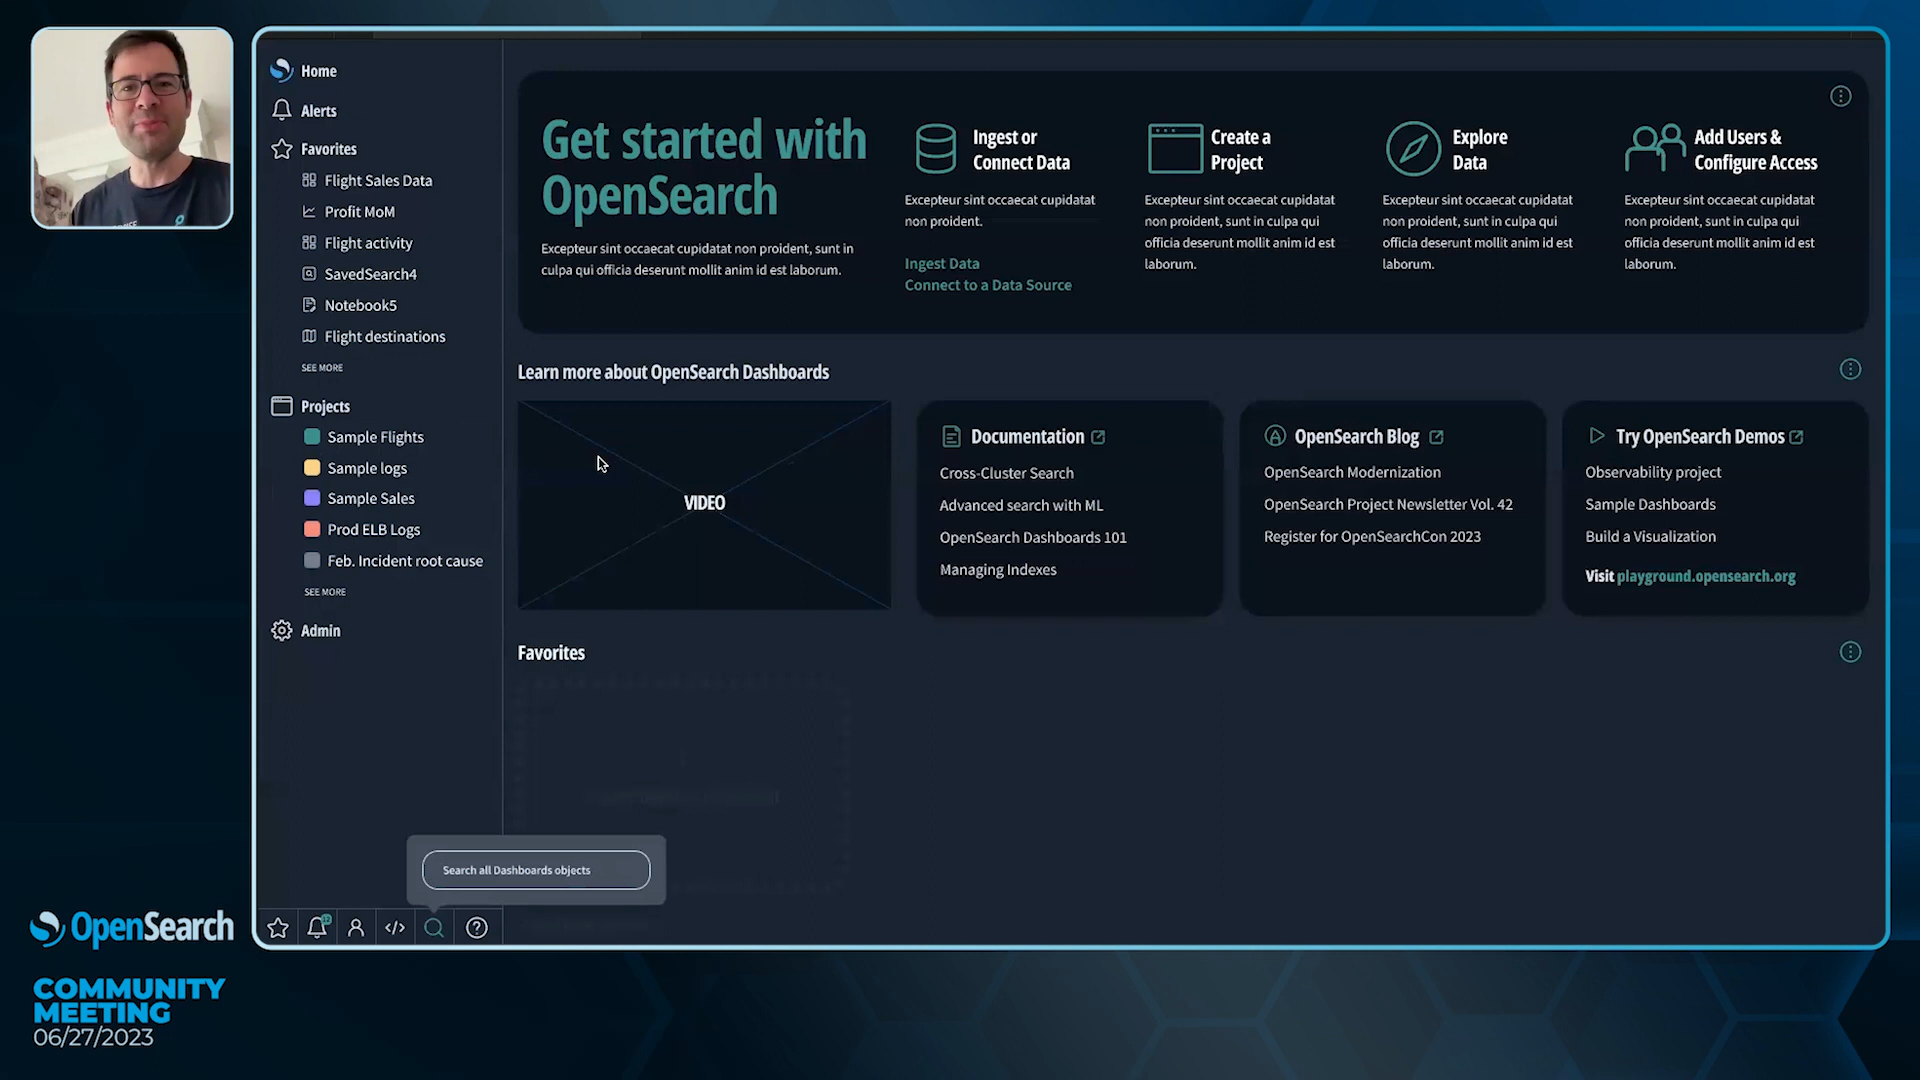 Home
Alerts
Favorites
Flight Sales Data
Profit MoM
Flight activity
SavedSearch4
Notebook5
Flight destinations
SEE MORE
Projects
Sample Flights
Sample logs
Sample Sales
Prod ELB Logs
Feb. Incident root cause
SEE MORE
Admin
Get started with
OpenSearch
Excepteur sint occaecat cupidatat non proident, sunt in
culpa qui officia deserunt mollit anim id est laborum.
Ingest or
Connect Data
Excepteur sint occaecat cupidatat
non proident.
Ingest Data
Connect to a Data Source
Create a
Project
Excepteur sint occaecat cupidatat
non proident, sunt in culpa qui
officia deserunt mollit anim id est
laborum.
Explore
Data
Excepteur sint occaecat cupidatat
non proident, sunt in culpa qui
officia deserunt mollit anim id est
laborum.
Add Users &
Configure Access
Excepteur sint occaecat cupidatat
non proident, sunt in culpa qui
officia deserunt mollit anim id est
laborum.
Learn more about OpenSearch Dashboards
VIDEO
Documentation
Cross-Cluster Search
Advanced search with ML
OpenSearch Dashboards 101
Managing Indexes
OpenSearch Blog
OpenSearch Modernization
OpenSearch Project Newsletter Vol. 42
Register for OpenSearchCon 2023
Try OpenSearch Demos
Observability project
Sample Dashboards
Build a Visualization
Visit playground.opensearch.org
Favorites
Search all Dashboards objects
OpenSearch
COMMUNITY
MEETING
06/27/2023